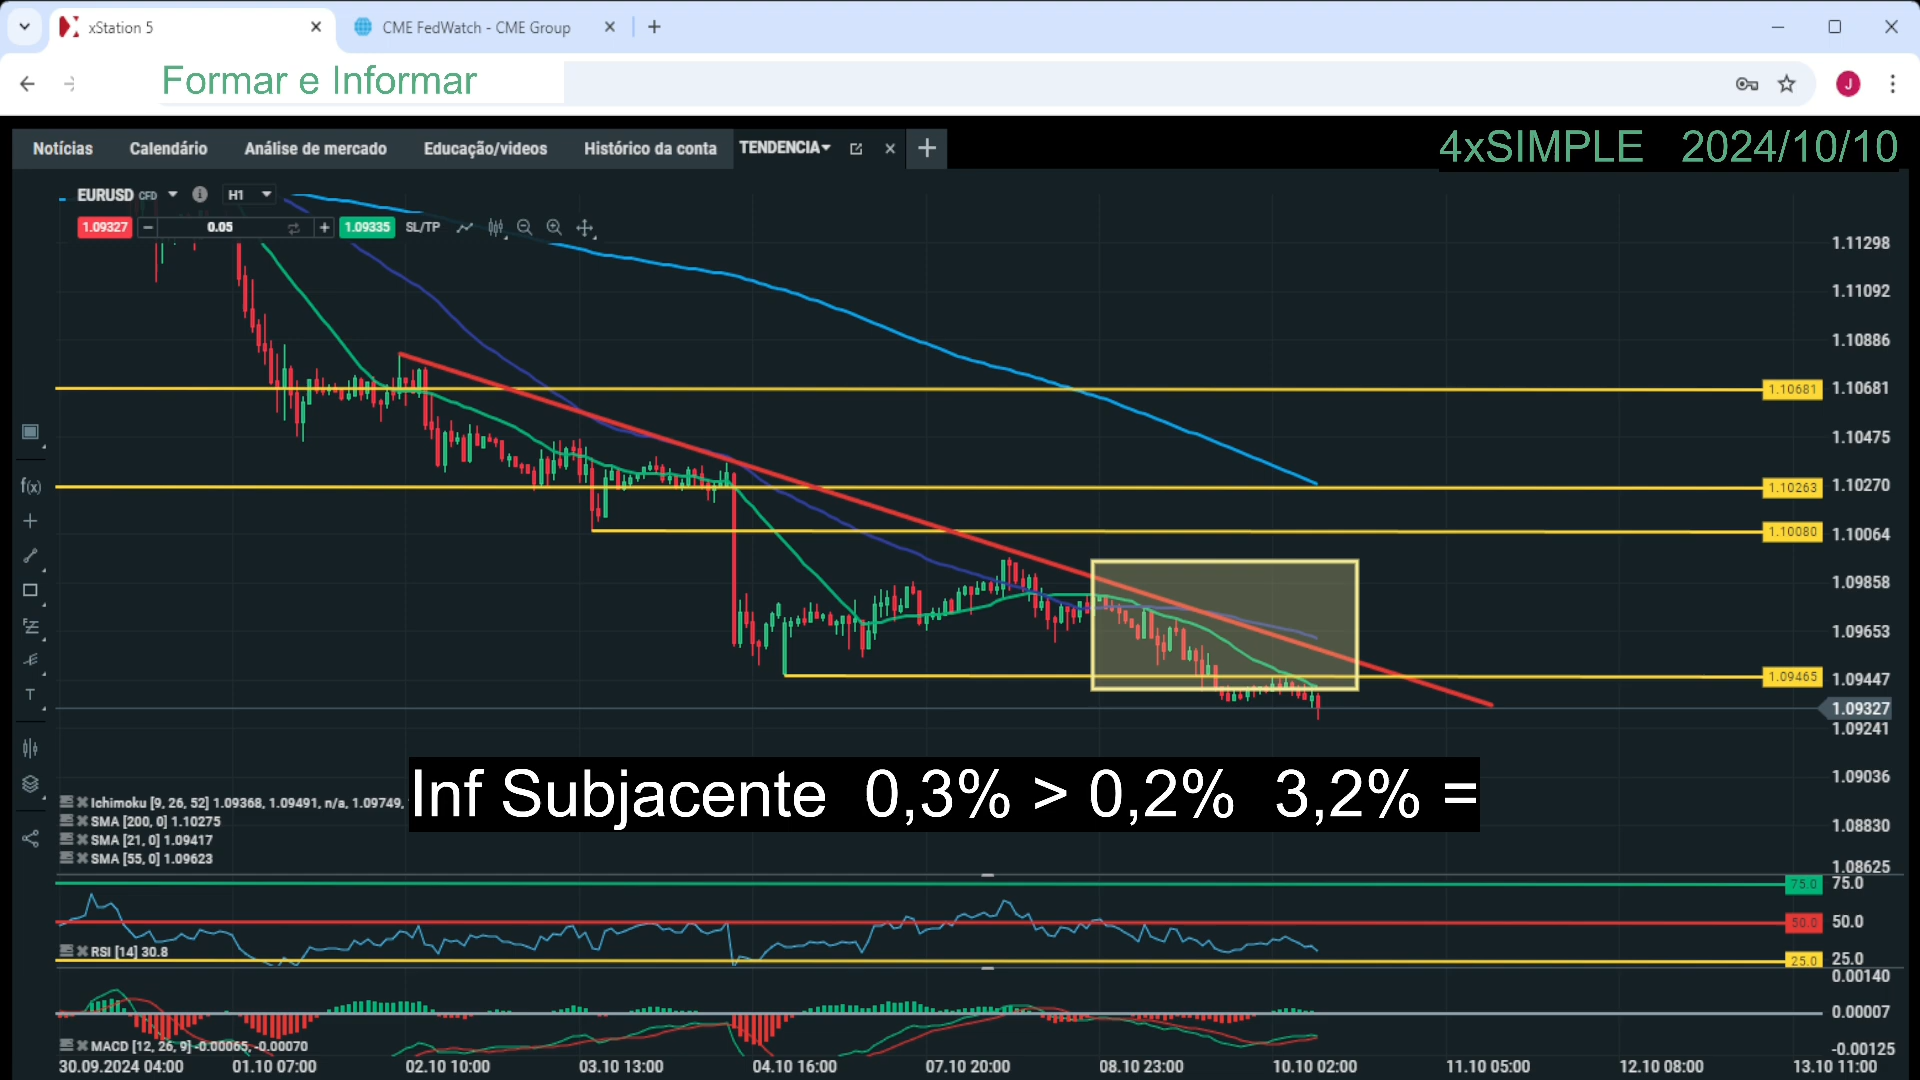 xStation 5
CME FedWatch - CME Group
Formar e Informar
J
Notícias Calendário Análise de mercado Educação/videos Histórico da conta TENDENCIA
4xSIMPLE 2024/10/10
EURUSD CFD H1
1.09327 0.05 1.09335 SL/TP
1.11298
1.11092
1.10886
1.10681 1.10681
1.10475
1.10263 1.10270
1.10080 1.10064
1.09858
1.09653
1.09465 1.09447
1.09327
1.09241
1.09036
1.08830
1.08625
f(x)
T
Inf Subjacente 0,3% > 0,2% 3,2% =
Ichimoku [9, 26, 52] 1.09368, 1.09491, n/a, 1.09749,
SMA [200, 0] 1.10275
SMA [21, 0] 1.09417
SMA [55, 0] 1.09623
75.0 75.0
50.0 50.0
RSI [14] 30.8
25.0 25.0
0.00140
0.00007
MACD [12, 26, 9] -0.00065, -0.00070
-0.00125
30.09.2024 04:00 01.10 07:00 02.10 10:00 03.10 13:00 04.10 16:00 07.10 20:00 08.10 23:00 10.10 02:00 11.10 05:00 12.10 08:00 13.10 11:00